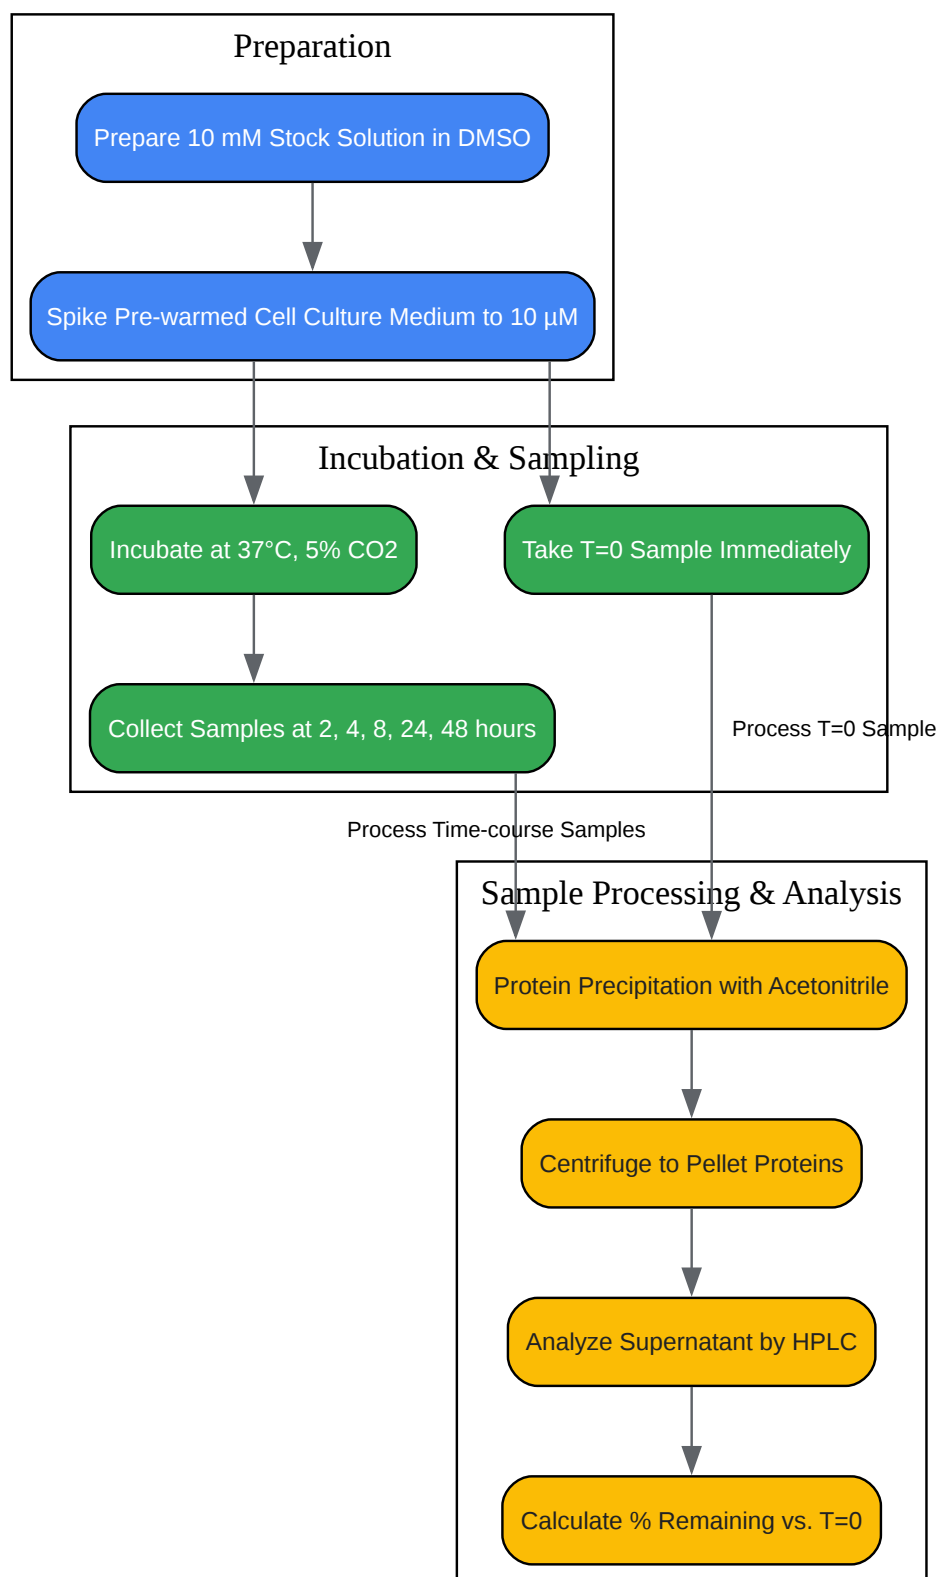 Preparation
Prepare 10 mM Stock Solution in DMSO
Spike Pre-warmed Cell Culture Medium to 10 µM
Incubation & Sampling
Incubate at 37°C, 5% CO2
Take T=0 Sample Immediately
Collect Samples at 2, 4, 8, 24, 48 hours
Process T=0 Sample
Process Time-course Samples
Sample Processing & Analysis
Protein Precipitation with Acetonitrile
Centrifuge to Pellet Proteins
Analyze Supernatant by HPLC
Calculate % Remaining vs. T=0